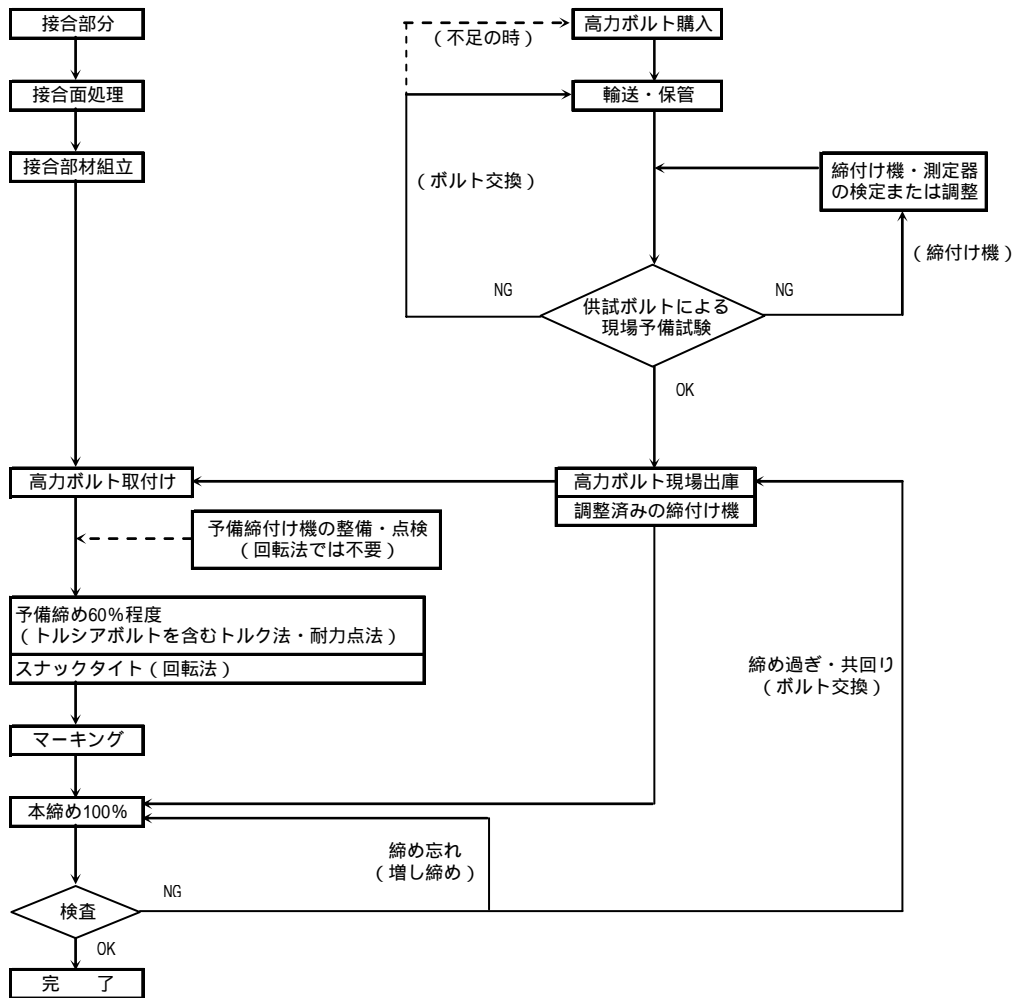 接合部分
高力ボルト購入
（不足の時）
接合面処理
輸送・保管
接合部材組立
（ボルト交換）
締付け機・測定器
の検定または調整
（締付け機）
NG
供試ボルトによる
現場予備試験
NG
OK
高力ボルト取付け
高力ボルト現場出庫
調整済みの締付け機
予備締付け機の整備・点検
（回転法では不要）
予備締め60%程度
（トルシアボルトを含むトルク法・耐力点法）
スナックタイト（回転法）
締め過ぎ・共回り
（ボルト交換）
マーキング
本締め100%
締め忘れ
（増し締め）
NG
検査
OK
完　了